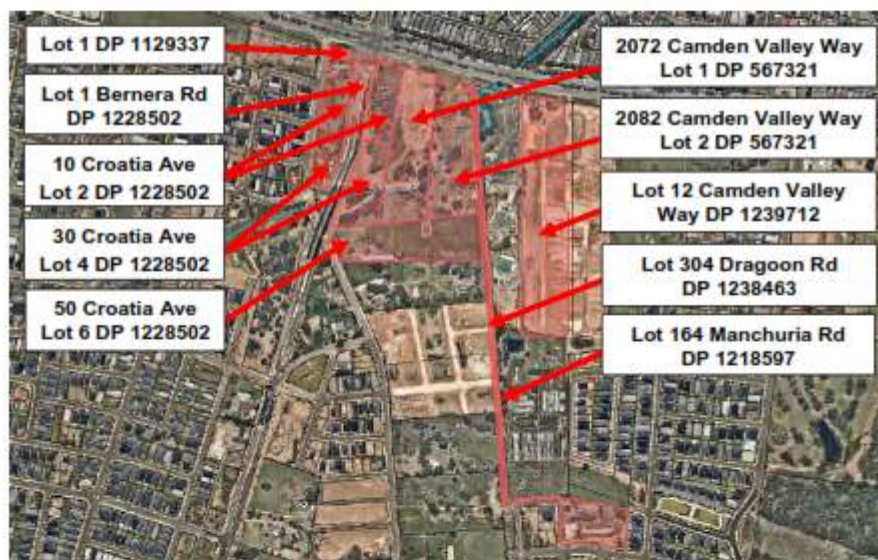 Lot 1 DP 1129337
Lot 1 Bernera Rd
DP 1228502
10 Croatia Ave
Lot 2 DP 1228502
30 Croatia Ave
Lot 4 DP 1228502
50 Croatia Ave
Lot 6 DP 1228502
2072 Camden Valley Way
Lot 1 DP 567321
2082 Camden Valley Way
Lot 2 DP 567321
Lot 12 Camden Valley
Way DP 1239712
Lot 304 Dragoon Rd
DP 1238463
Lot 164 Manchuria Rd
DP 1218597